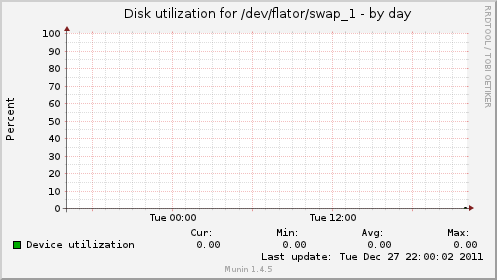 Disk utilization for /dev/flator/swap_1 - by day
RRDTOOL / TOBI OETIKER
Percent
100
90
80
70
60
50
40
30
20
10
0
Tue 00:00 Tue 12:00
Cur: Min: Avg: Max:
Device utilization 0.00 0.00 0.00 0.00
Last update: Tue Dec 27 22:00:02 2011
Munin 1.4.5